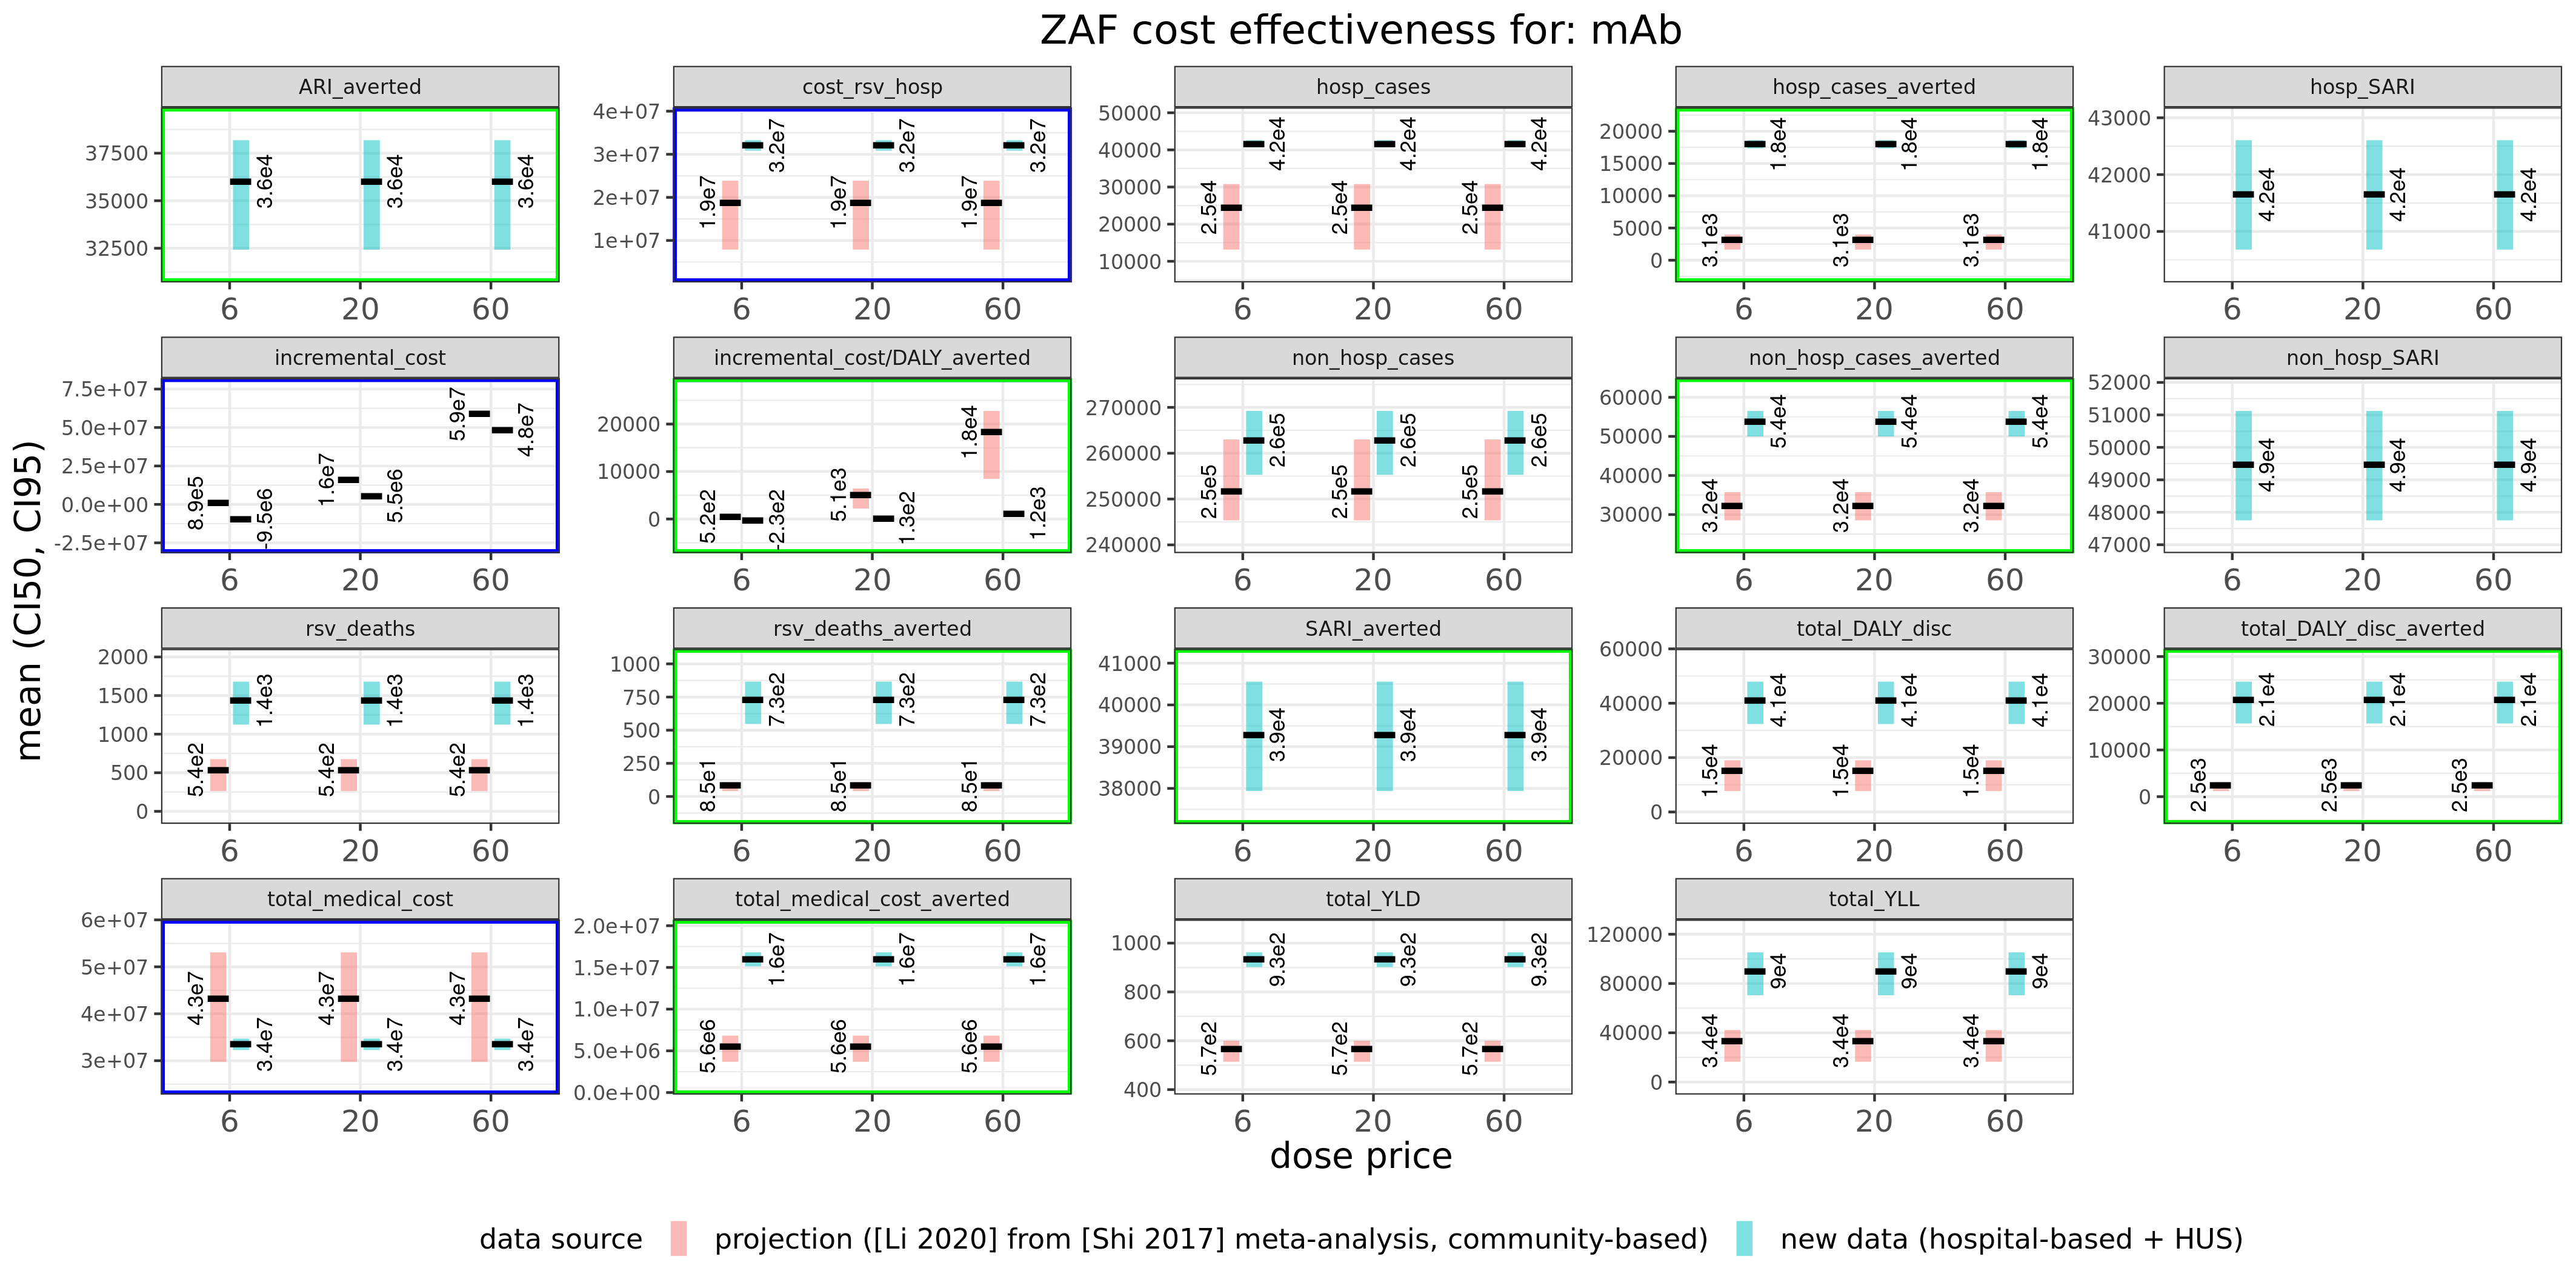 ZAF cost effectiveness for: mAb
mean (CI50, CI95)
ARI_averted
37500
35000
32500
3.6e4
3.6e4
3.6e4
6 20 60
cost_rsv_hosp
4e+07
3e+07
2e+07
1e+07
1.9e7
3.2e7
1.9e7
3.2e7
1.9e7
3.2e7
6 20 60
hosp_cases
50000
40000
30000
20000
10000
2.5e4
4.2e4
2.5e4
4.2e4
2.5e4
4.2e4
6 20 60
hosp_cases_averted
20000
15000
10000
5000
0
3.1e3
1.8e4
3.1e3
1.8e4
3.1e3
1.8e4
6 20 60
hosp_SARI
43000
42000
41000
4.2e4
4.2e4
4.2e4
6 20 60
incremental_cost
7.5e+07
5.0e+07
2.5e+07
0.0e+00
-2.5e+07
8.9e5
-9.5e6
1.6e7
5.5e6
5.9e7
4.8e7
6 20 60
incremental_cost/DALY_averted
20000
10000
0
5.2e2
-2.3e2
5.1e3
1.3e2
1.8e4
1.2e3
6 20 60
non_hosp_cases
270000
260000
250000
240000
2.5e5
2.6e5
2.5e5
2.6e5
2.5e5
2.6e5
6 20 60
non_hosp_cases_averted
60000
50000
40000
30000
3.2e4
5.4e4
3.2e4
5.4e4
3.2e4
5.4e4
6 20 60
non_hosp_SARI
52000
51000
50000
49000
48000
47000
4.9e4
4.9e4
4.9e4
6 20 60
rsv_deaths
2000
1500
1000
500
0
5.4e2
1.4e3
5.4e2
1.4e3
5.4e2
1.4e3
6 20 60
rsv_deaths_averted
1000
750
500
250
0
8.5e1
7.3e2
8.5e1
7.3e2
8.5e1
7.3e2
6 20 60
SARI_averted
41000
40000
39000
38000
3.9e4
3.9e4
3.9e4
6 20 60
total_DALY_disc
60000
40000
20000
0
1.5e4
4.1e4
1.5e4
4.1e4
1.5e4
4.1e4
6 20 60
total_DALY_disc_averted
30000
20000
10000
0
2.5e3
2.1e4
2.5e3
2.1e4
2.5e3
2.1e4
6 20 60
total_medical_cost
6e+07
5e+07
4e+07
3e+07
4.3e7
3.4e7
4.3e7
3.4e7
4.3e7
3.4e7
6 20 60
total_medical_cost_averted
2.0e+07
1.5e+07
1.0e+07
5.0e+06
0.0e+00
5.6e6
1.6e7
5.6e6
1.6e7
5.6e6
1.6e7
6 20 60
total_YLD
1000
800
600
400
5.7e2
9.3e2
5.7e2
9.3e2
5.7e2
9.3e2
6 20 60
total_YLL
120000
80000
40000
0
3.4e4
9e4
3.4e4
9e4
3.4e4
9e4
6 20 60
dose price
data source projection ([Li 2020] from [Shi 2017] meta-analysis, community-based) new data (hospital-based + HUS)